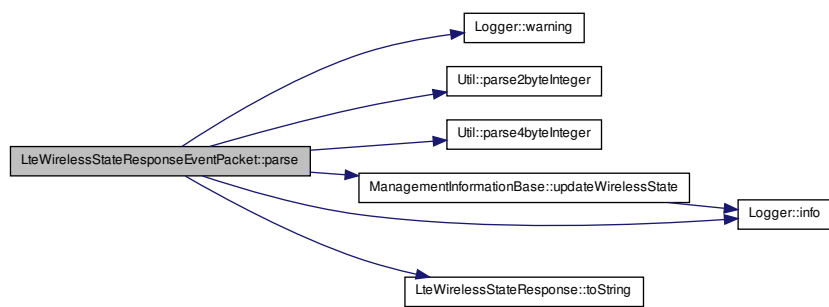 Logger::warning
Util::parse2byteInteger
Util::parse4byteInteger
LteWirelessStateResponseEventPacket::parse
ManagementInformationBase::updateWirelessState
Logger::info
LteWirelessStateResponse::toString